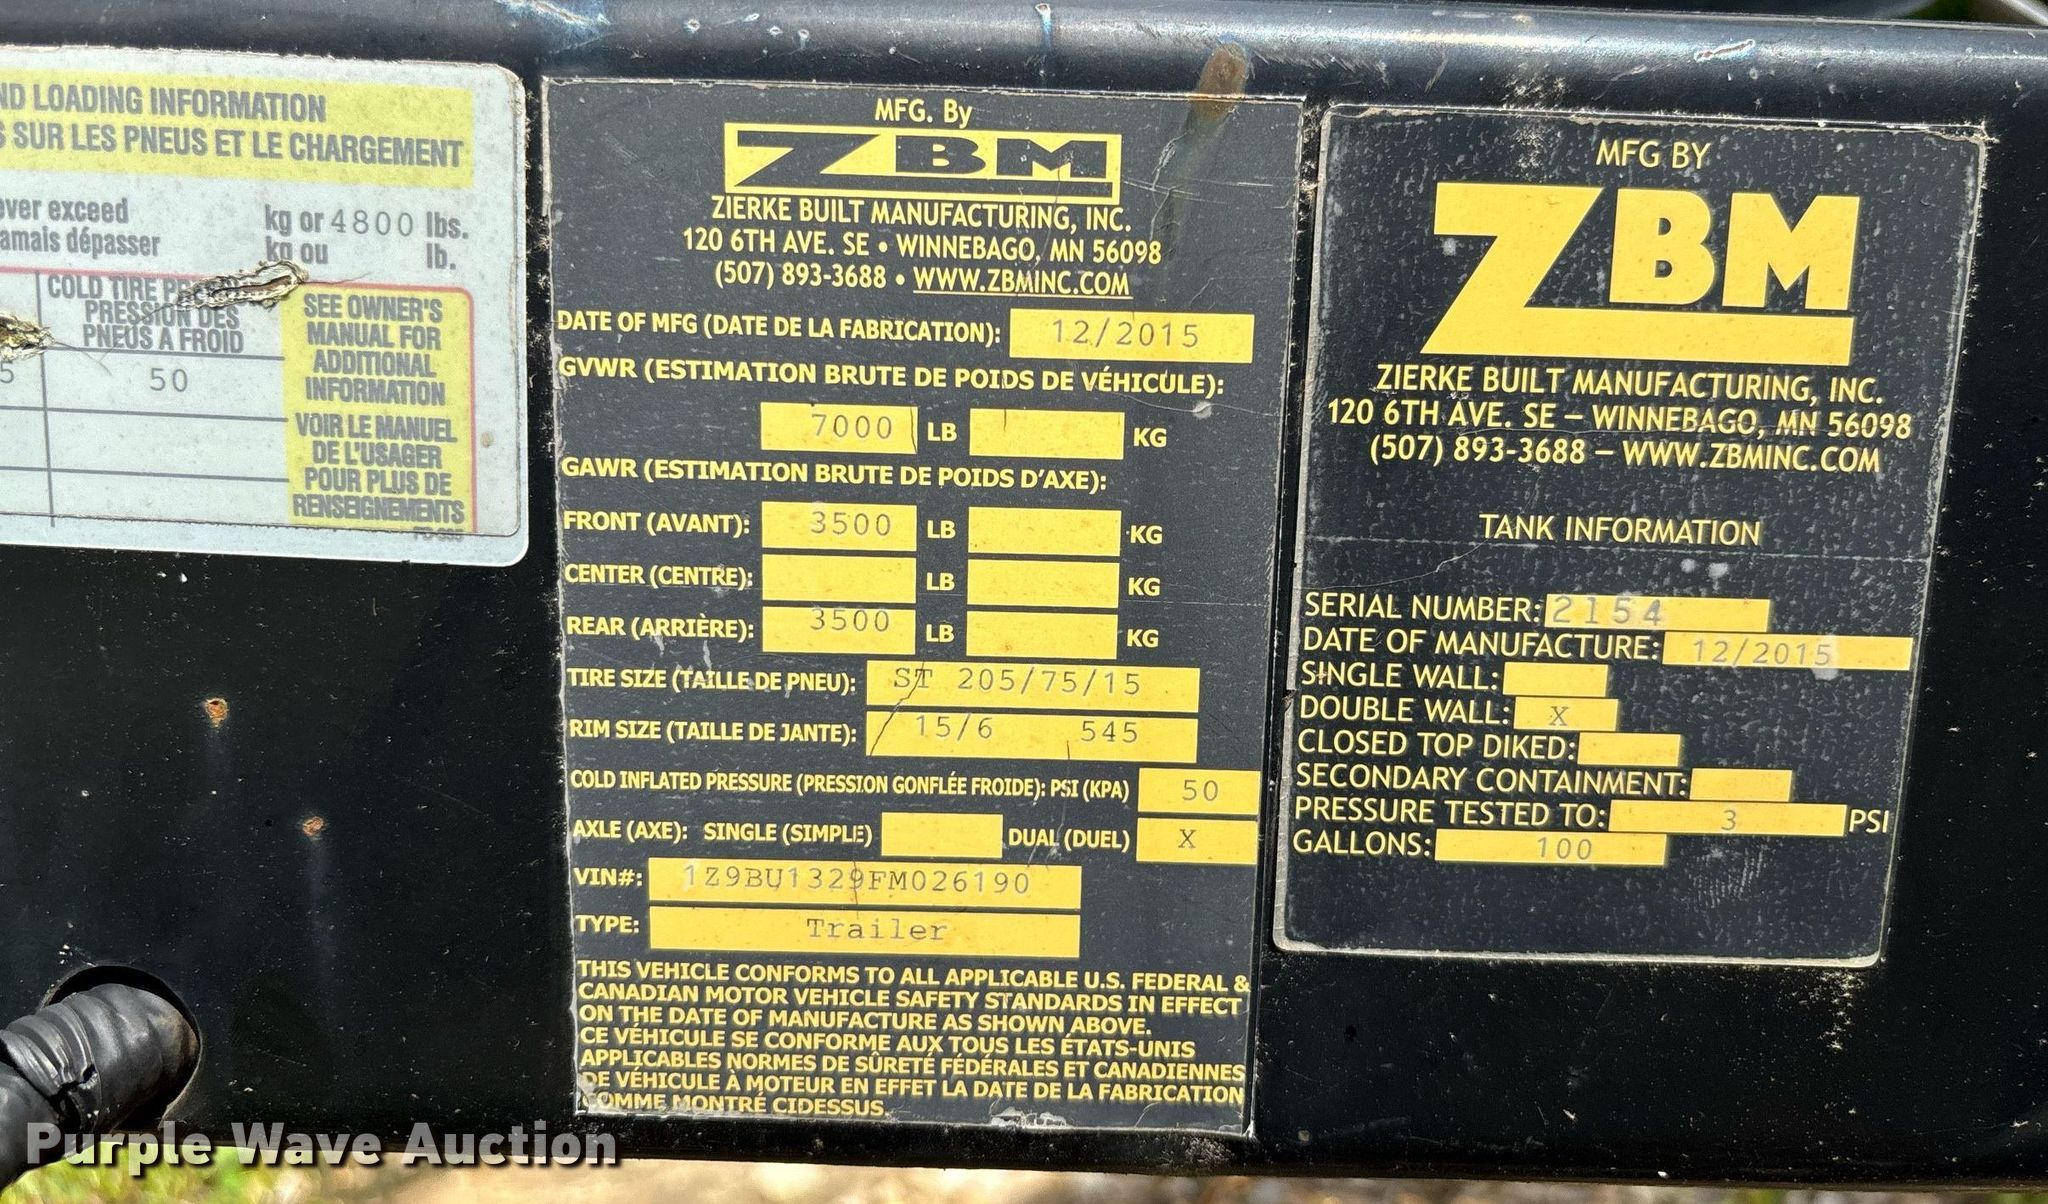 ND LOADING INFORMATION
S SUR LES PNEUS ET LE CHARGEMENT
ever exceed kg or 4800 lbs.
amais dépasser kg ou lb.
COLD TIRE
PRESSION DES
PNEUS A FROID
5 50
SEE OWNER'S
MANUAL FOR
ADDITIONAL
INFORMATION
VOIR LE MANUEL
DE L'USAGER
POUR PLUS DE
RENSEIGNEMENTS
MFG. By
ZBM
ZIERKE BUILT MANUFACTURING, INC.
120 6TH AVE. SE • WINNEBAGO, MN 56098
(507) 893-3688 • WWW.ZBMINC.COM
DATE OF MFG (DATE DE LA FABRICATION): 12/2015
GVWR (ESTIMATION BRUTE DE POIDS DE VÉHICULE):
7000 LB KG
GAWR (ESTIMATION BRUTE DE POIDS D'AXE):
FRONT (AVANT): 3500 LB KG
CENTER (CENTRE): LB KG
REAR (ARRIÈRE): 3500 LB KG
TIRE SIZE (TAILLE DE PNEU): ST 205/75/15
RIM SIZE (TAILLE DE JANTE): 15/6 545
COLD INFLATED PRESSURE (PRESSION GONFLÉE FROIDE): PSI (KPA) 50
AXLE (AXE): SINGLE (SIMPLE) DUAL (DUEL) X
VIN#: 1Z9BU1329FM026190
TYPE: Trailer
THIS VEHICLE CONFORMS TO ALL APPLICABLE U.S. FEDERAL &
CANADIAN MOTOR VEHICLE SAFETY STANDARDS IN EFFECT
ON THE DATE OF MANUFACTURE AS SHOWN ABOVE.
CE VÉHICULE SE CONFORME AUX TOUS LES ÉTATS-UNIS
APPLICABLES NORMES DE SÛRETÉ FÉDÉRALES ET CANADIENNES
DE VÉHICULE À MOTEUR EN EFFET LA DATE DE LA FABRICATION
COMME MONTRÉ CIDESSUS.
MFG BY
ZBM
ZIERKE BUILT MANUFACTURING, INC.
120 6TH AVE. SE – WINNEBAGO, MN 56098
(507) 893-3688 – WWW.ZBMINC.COM
TANK INFORMATION
SERIAL NUMBER: 2154
DATE OF MANUFACTURE: 12/2015
SINGLE WALL:
DOUBLE WALL: X
CLOSED TOP DIKED:
SECONDARY CONTAINMENT:
PRESSURE TESTED TO: 3 PSI
GALLONS: 100
Purple Wave Auction